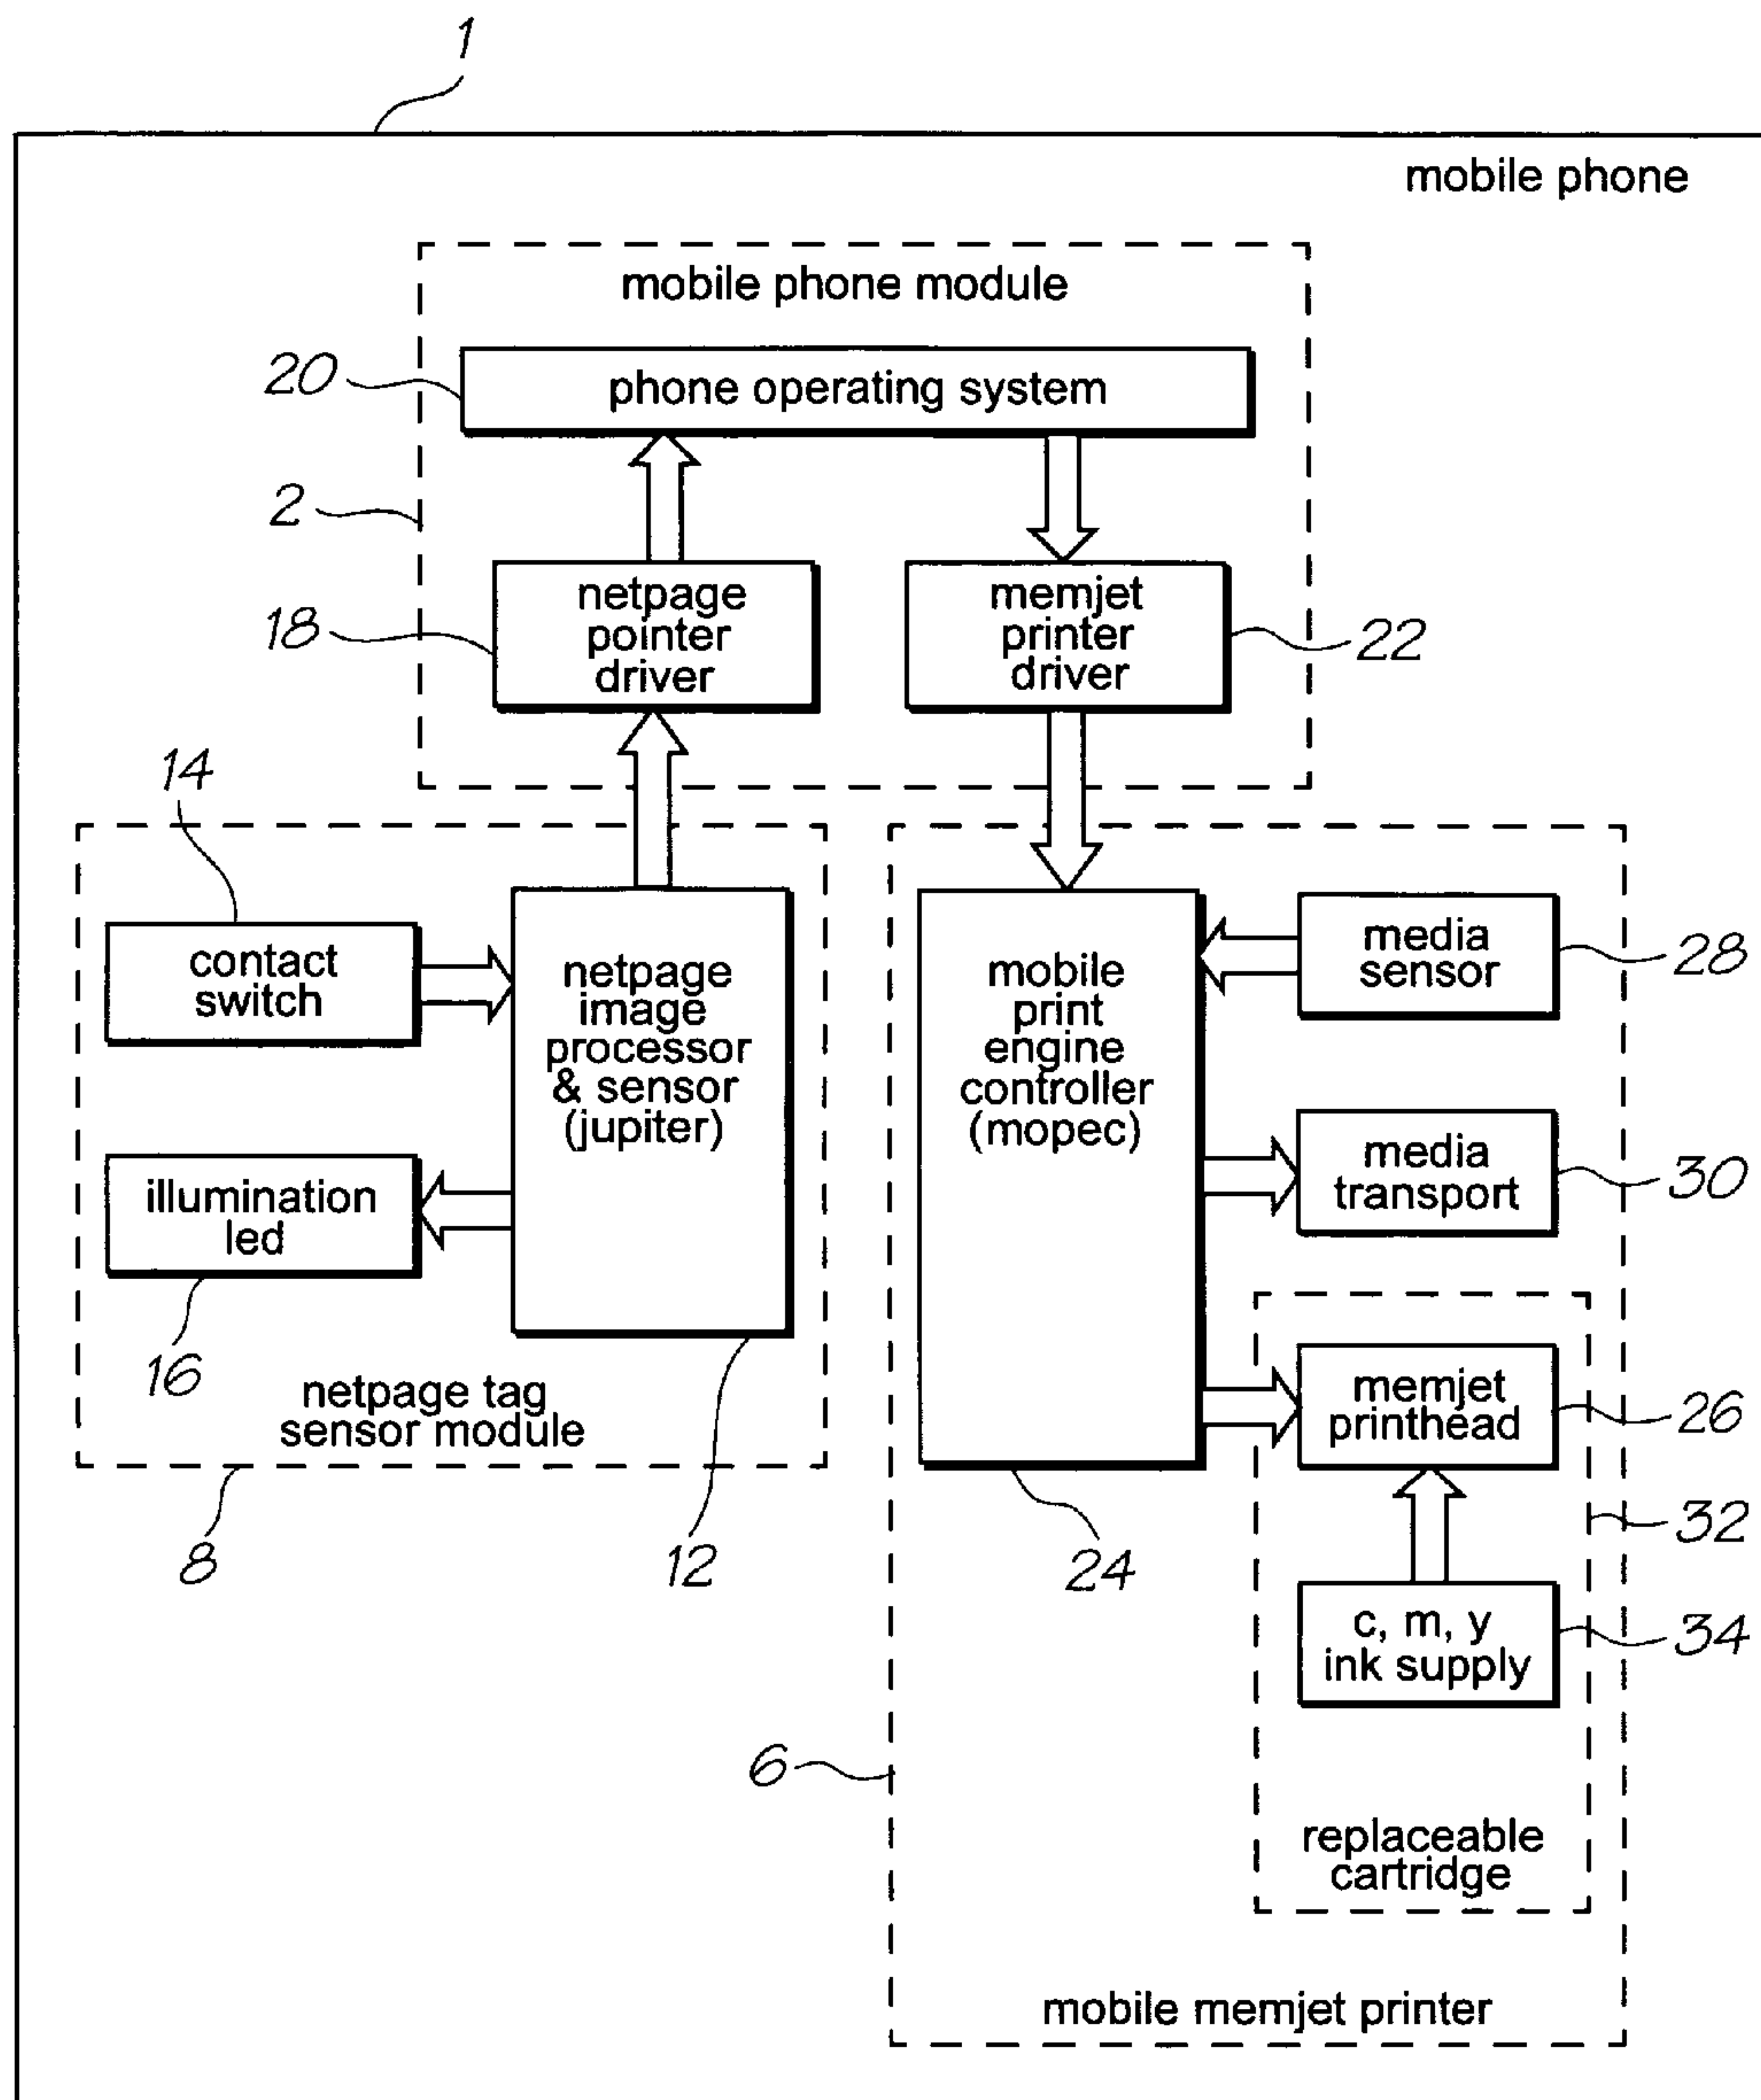 1
mobile phone
mobile phone module
20
phone operating system
2
netpage
pointer
driver
18
memjet
printer
driver
22
14
contact
switch
netpage
image
processor
& sensor
(jupiter)
illumination
led
16
netpage tag
sensor module
8
12
mobile
print
engine
controller
(mopec)
media
sensor
28
media
transport
30
memjet
printhead
26
32
24
c, m, y
ink supply
34
6
replaceable
cartridge
mobile memjet printer